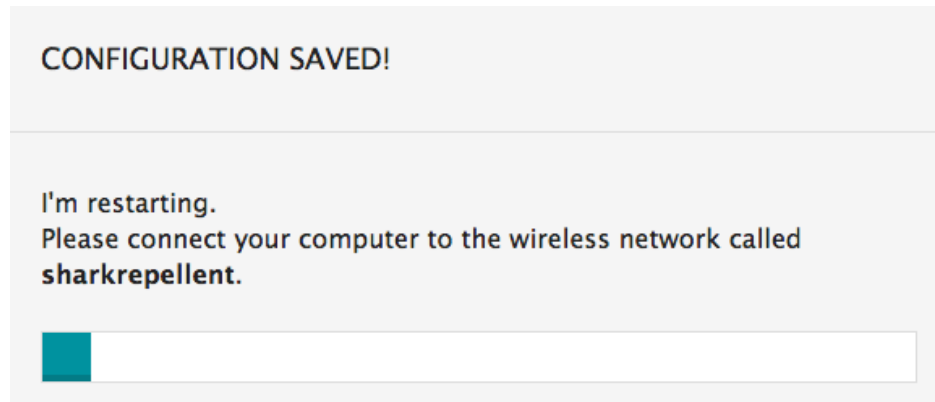 CONFIGURATION SAVED!
I'm restarting.
Please connect your computer to the wireless network called
sharkrepellent.